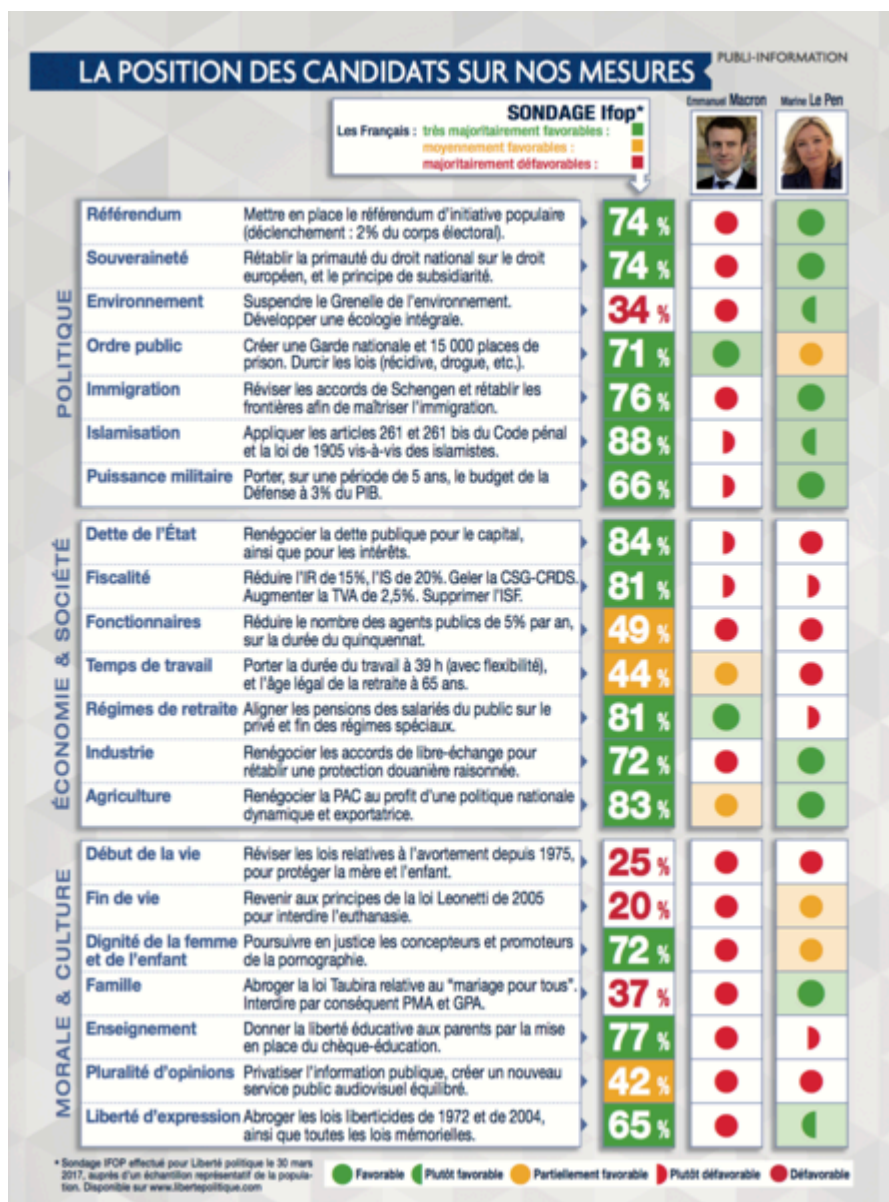 PUBLI-INFORMATION
LA POSITION DES CANDIDATS SUR NOS MESURES
Emmanuel Macron
Marine Le Pen
SONDAGE Ifop*
Les Français : très majoritairement favorables :
moyennement favorables :
majoritairement défavorables :
POLITIQUE
Référendum Mettre en place le référendum d'initiative populaire 74 %
(déclenchement : 2% du corps électoral).
Souveraineté Rétablir la primauté du droit national sur le droit 74 %
européen, et le principe de subsidiarité.
Environnement Suspendre le Grenelle de l'environnement. 34 %
Développer une écologie intégrale.
Ordre public Créer une Garde nationale et 15 000 places de 71 %
prison. Durcir les lois (récidive, drogue, etc.).
Immigration Réviser les accords de Schengen et rétablir les 76 %
frontières afin de maîtriser l'immigration.
Islamisation Appliquer les articles 261 et 261 bis du Code pénal 88 %
et la loi de 1905 vis-à-vis des islamistes.
Puissance militaire Porter, sur une période de 5 ans, le budget de la 66 %
Défense à 3% du PIB.
ÉCONOMIE & SOCIÉTÉ
Dette de l'État Renégocier la dette publique pour le capital, 84 %
ainsi que pour les intérêts.
Fiscalité Réduire l'IR de 15%, l'IS de 20%. Geler la CSG-CRDS. 81 %
Augmenter la TVA de 2,5%. Supprimer l'ISF.
Fonctionnaires Réduire le nombre des agents publics de 5% par an, 49 %
sur la durée du quinquennat.
Temps de travail Porter la durée du travail à 39 h (avec flexibilité), 44 %
et l'âge légal de la retraite à 65 ans.
Régimes de retraite Aligner les pensions des salariés du public sur le 81 %
privé et fin des régimes spéciaux.
Industrie Renégocier les accords de libre-échange pour 72 %
rétablir une protection douanière raisonnée.
Agriculture Renégocier la PAC au profit d'une politique nationale 83 %
dynamique et exportatrice.
MORALE & CULTURE
Début de la vie Réviser les lois relatives à l'avortement depuis 1975, 25 %
pour protéger la mère et l'enfant.
Fin de vie Revenir aux principes de la loi Leonetti de 2005 20 %
pour interdire l'euthanasie.
Dignité de la femme Poursuivre en justice les concepteurs et promoteurs 72 %
et de l'enfant de la pornographie.
Famille Abroger la loi Taubira relative au "mariage pour tous". 37 %
Interdire par conséquent PMA et GPA.
Enseignement Donner la liberté éducative aux parents par la mise 77 %
en place du chèque-éducation.
Pluralité d'opinions Privatiser l'information publique, créer un nouveau 42 %
service public audiovisuel équilibré.
Liberté d'expression Abroger les lois liberticides de 1972 et de 2004, 65 %
ainsi que toutes les lois mémorielles.
* Sondage IFOP effectué pour Liberté politique le 30 mars
2017, auprès d'un échantillon représentatif de la popula-
tion. Disponible sur www.libertepolitique.com
Favorable Plutôt favorable Partiellement favorable Plutôt défavorable Défavorable